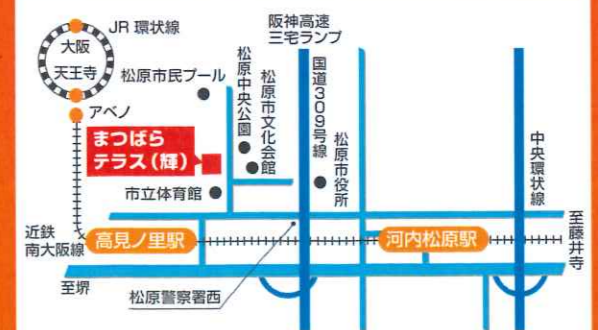 JR 環状線
大阪
天王寺
アベノ
松原市民プール
まつばら
テラス（輝）
市立体育館
松原中央公園
松原市文化会館
阪神高速
三宅ランプ
国道309号線
松原市役所
中央環状線
近鉄
南大阪線
高見ノ里駅
河内松原駅
至藤井寺
至堺
松原警察署西